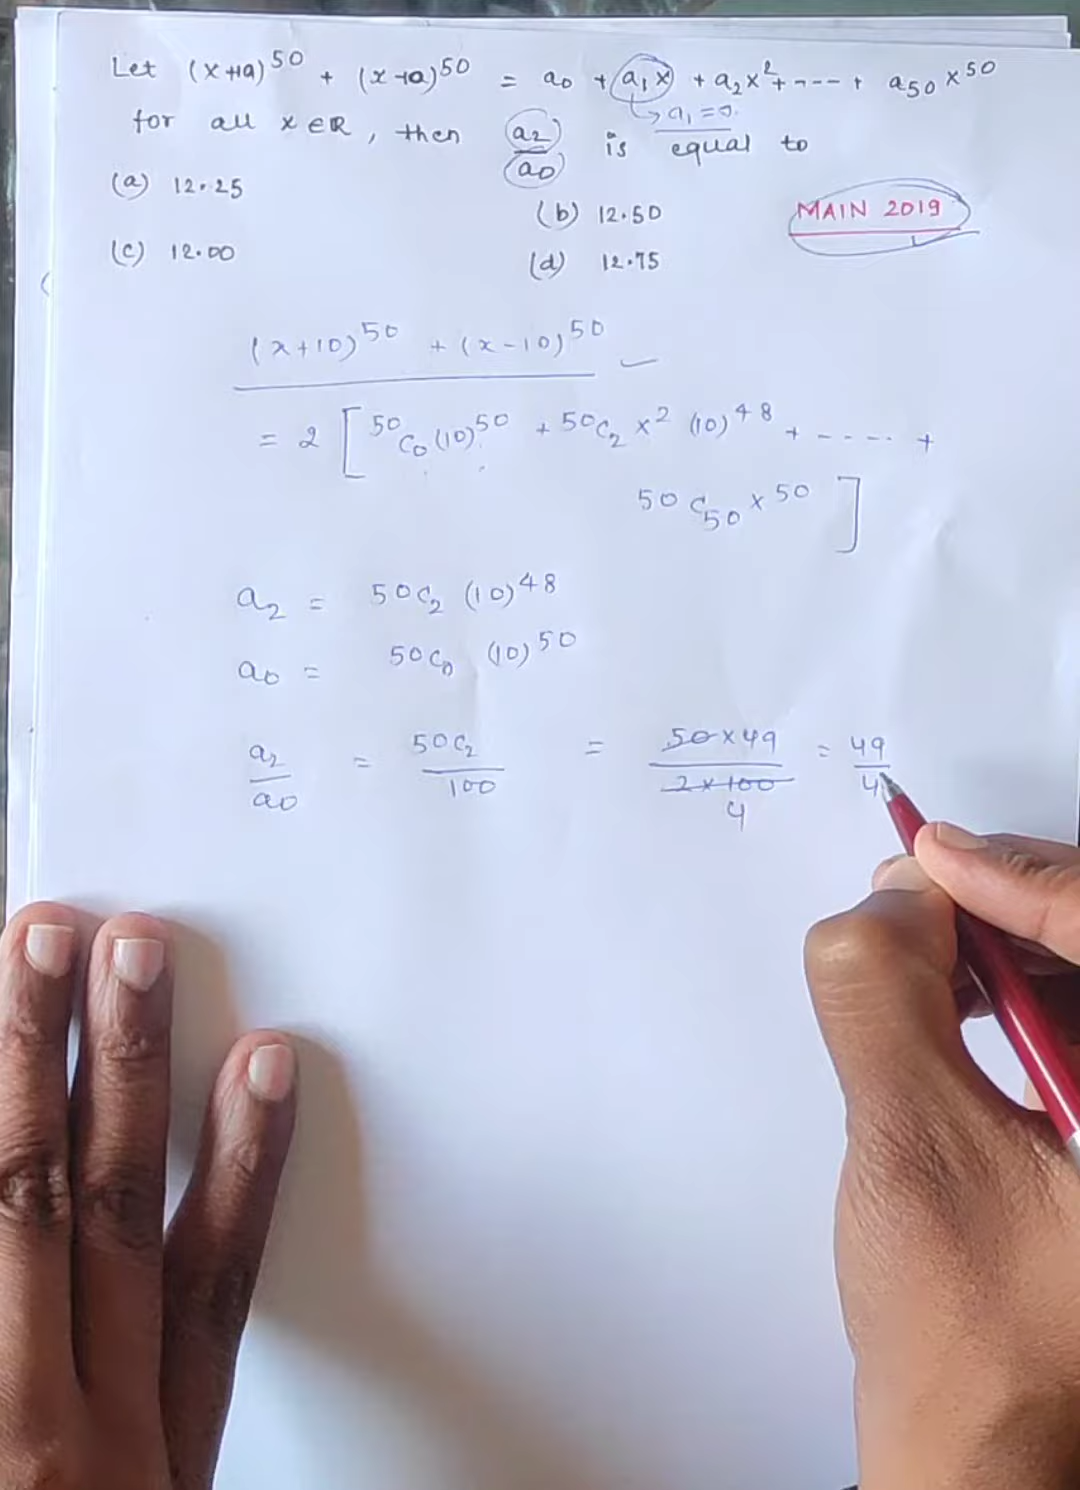 Let (x+10)^50 + (x-10)^50 = a0 + a1x + a2x^2 + ---- + a50x^50
↳ a1 = 0.
for all x ∈ R, then a2/a0 is equal to
(a) 12.25
(b) 12.50
MAIN 2019
(c) 12.00
(d) 12.75
(x+10)^50 + (x-10)^50
= 2 [ 50C0 (10)^50 + 50C2 x^2 (10)^48 + ----- +
50C50 x^50 ]
a2 = 50C2 (10)^48
a0 = 50C0 (10)^50
a2/a0 = 50C2/100 = 50×49/2×100 = 49/4
4